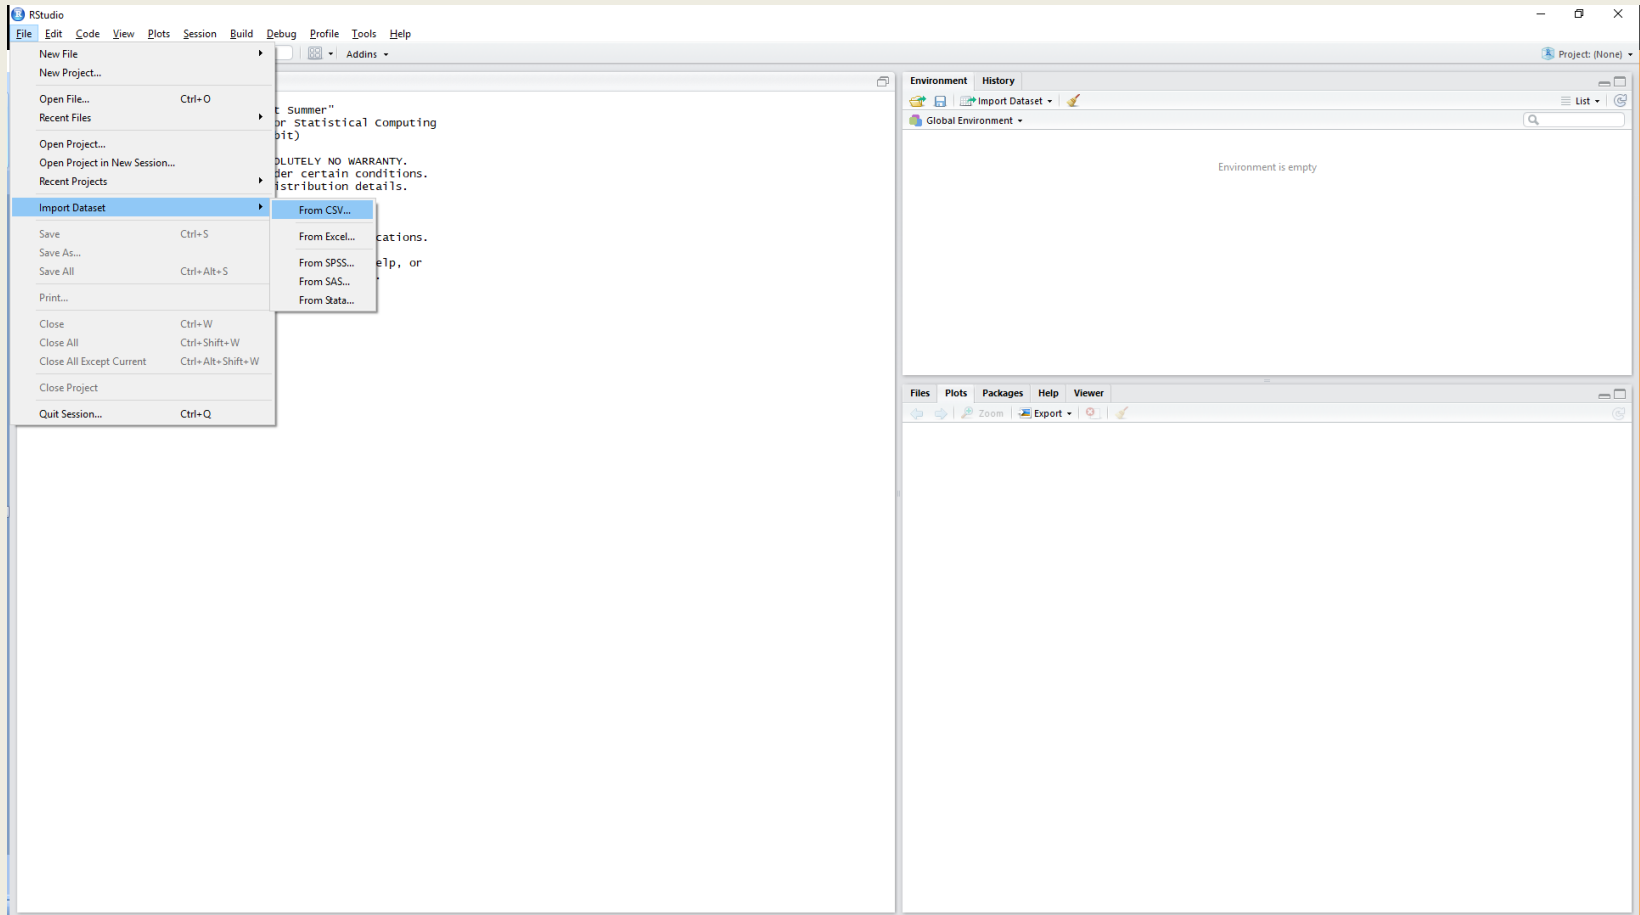 RStudio
File Edit Code View Plots Session Build Debug Profile Tools Help
Addins
Project: (None)
New File
New Project...
Open File... Ctrl+O
Recent Files
Open Project...
Open Project in New Session...
Recent Projects
Import Dataset
Save Ctrl+S
Save As...
Save All Ctrl+Alt+S
Print...
Close Ctrl+W
Close All Ctrl+Shift+W
Close All Except Current Ctrl+Alt+Shift+W
Close Project
Quit Session... Ctrl+Q
From CSV...
From Excel...
From SPSS...
From SAS...
From Stata...
t Summer"
or Statistical Computing
bit)
OLUTELY NO WARRANTY.
der certain conditions.
istribution details.
cations.
elp, or
Environment History
Import Dataset
List
Global Environment
Environment is empty
Files Plots Packages Help Viewer
Zoom Export